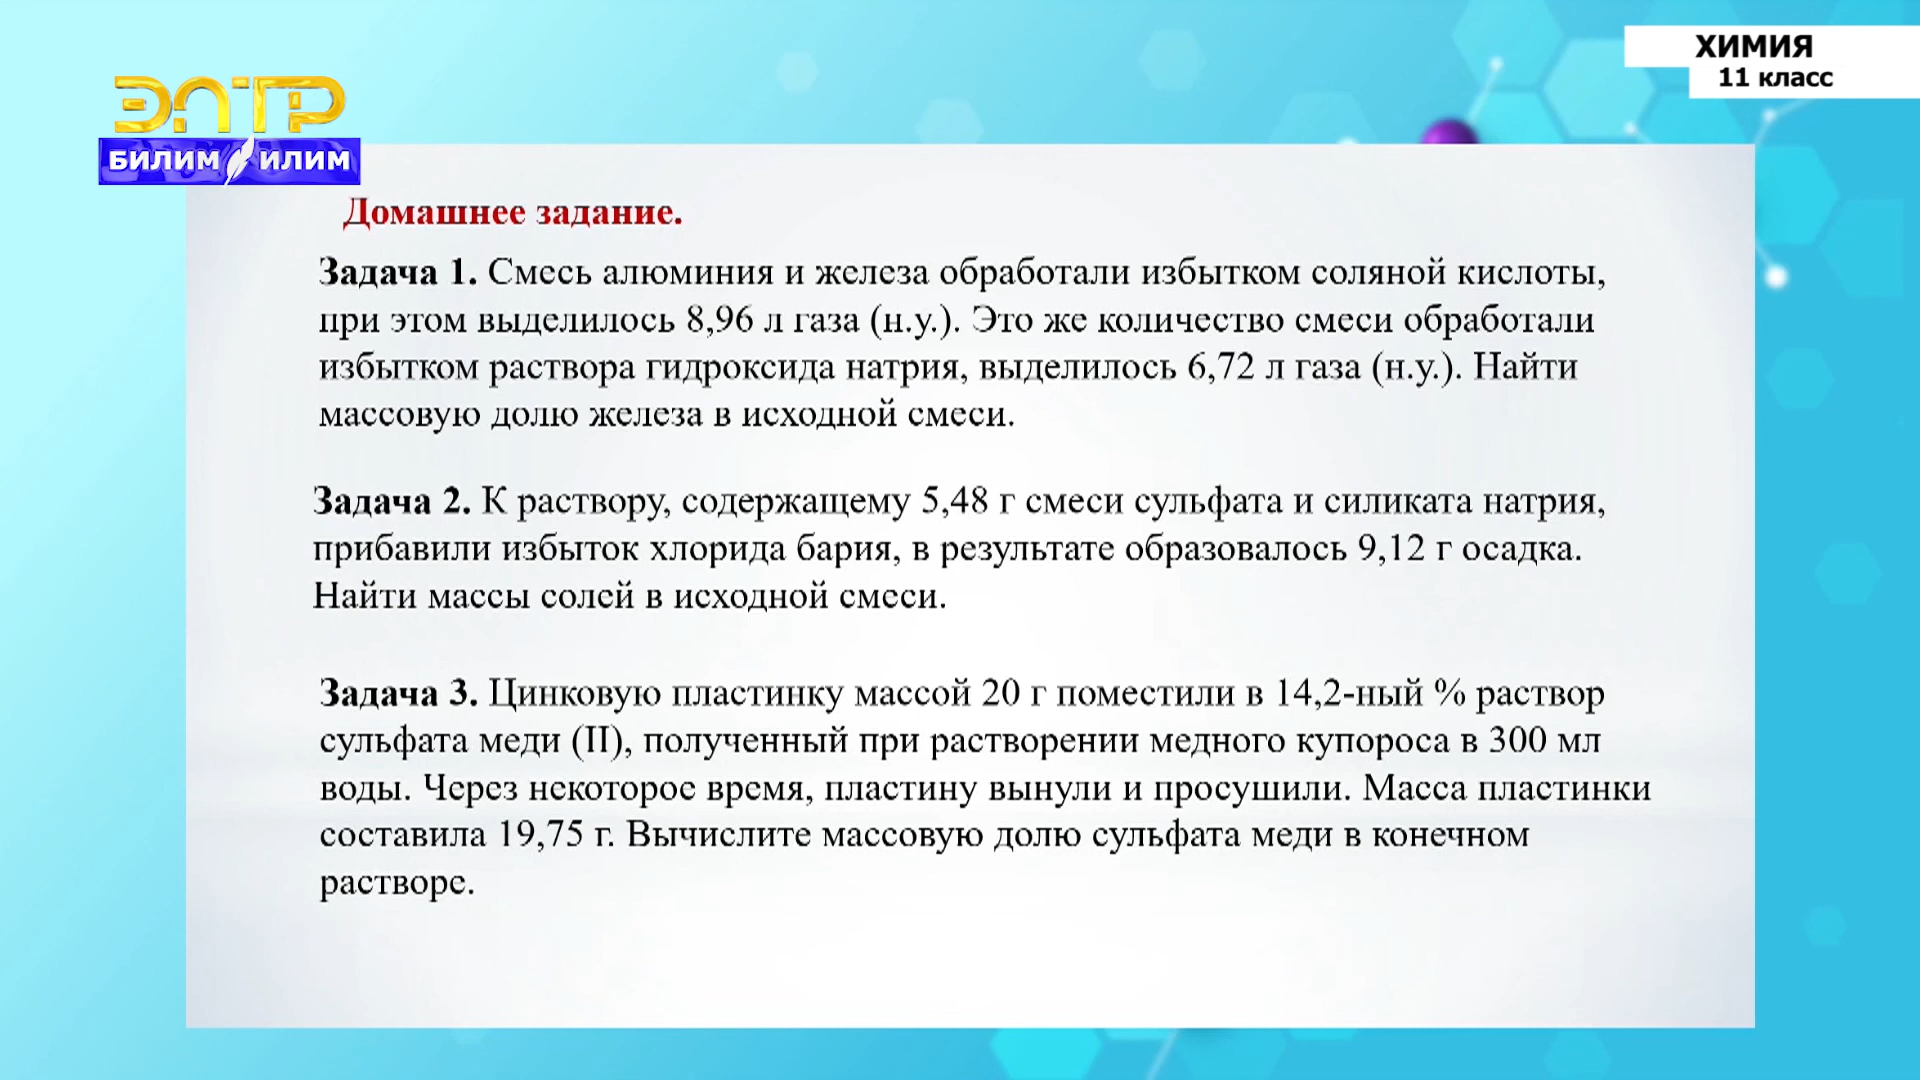 ХИМИЯ
11 класс
ЭЛТР
БИЛИМ ИЛИМ
Домашнее задание.
Задача 1. Смесь алюминия и железа обработали избытком соляной кислоты,
при этом выделилось 8,96 л газа (н.у.). Это же количество смеси обработали
избытком раствора гидроксида натрия, выделилось 6,72 л газа (н.у.). Найти
массовую долю железа в исходной смеси.
Задача 2. К раствору, содержащему 5,48 г смеси сульфата и силиката натрия,
прибавили избыток хлорида бария, в результате образовалось 9,12 г осадка.
Найти массы солей в исходной смеси.
Задача 3. Цинковую пластинку массой 20 г поместили в 14,2-ный % раствор
сульфата меди (II), полученный при растворении медного купороса в 300 мл
воды. Через некоторое время, пластину вынули и просушили. Масса пластинки
составила 19,75 г. Вычислите массовую долю сульфата меди в конечном
растворе.